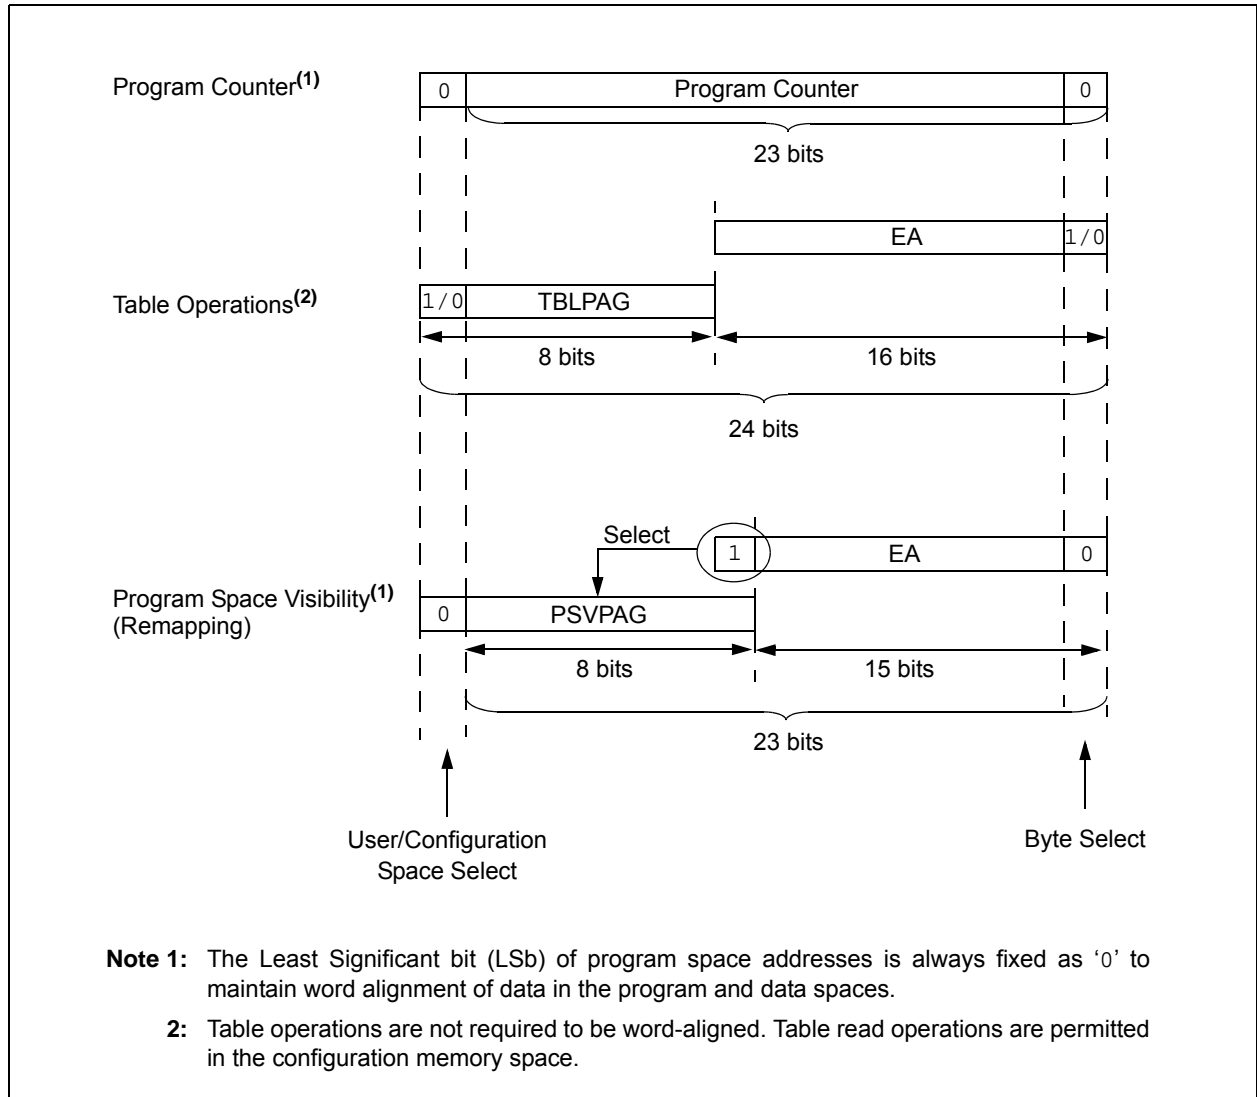 Program Counter(1)
0
Program Counter
0
23 bits
EA
1/0
Table Operations(2)
1/0
TBLPAG
8 bits
16 bits
24 bits
Select
1
EA
0
Program Space Visibility(1)
(Remapping)
0
PSVPAG
8 bits
15 bits
23 bits
User/Configuration
Space Select
Byte Select
Note 1: The Least Significant bit (LSb) of program space addresses is always fixed as ‘0’ to
maintain word alignment of data in the program and data spaces.
2: Table operations are not required to be word-aligned. Table read operations are permitted
in the configuration memory space.